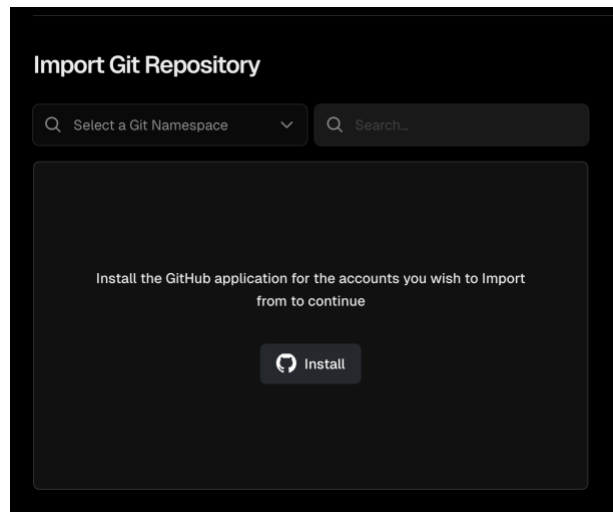 Import Git Repository
Select a Git Namespace
Search...
Install the GitHub application for the accounts you wish to Import
from to continue
Install